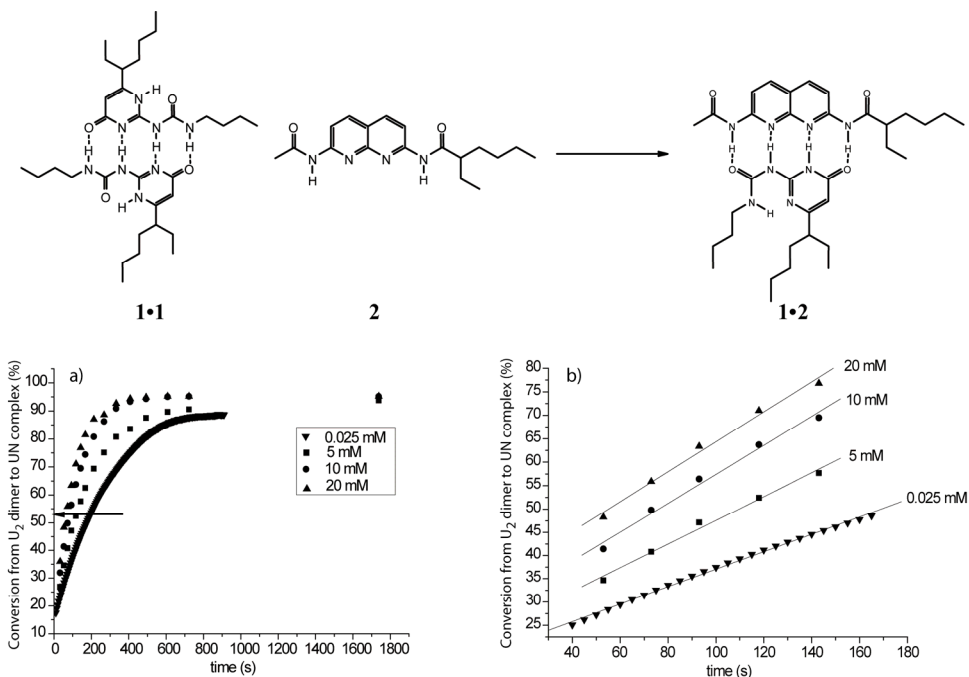 1•1
2
1•2
a)
Conversion from U₂ dimer to UN complex (%)
100
90
80
70
60
50
40
30
20
10
0 200 400 600 800 1000 1200 1400 1600 1800
time (s)
0.025 mM
5 mM
10 mM
20 mM
b)
Conversion from U₂ dimer to UN complex (%)
80
75
70
65
60
55
50
45
40
35
30
25
40 60 80 100 120 140 160 180
time (s)
20 mM
10 mM
5 mM
0.025 mM